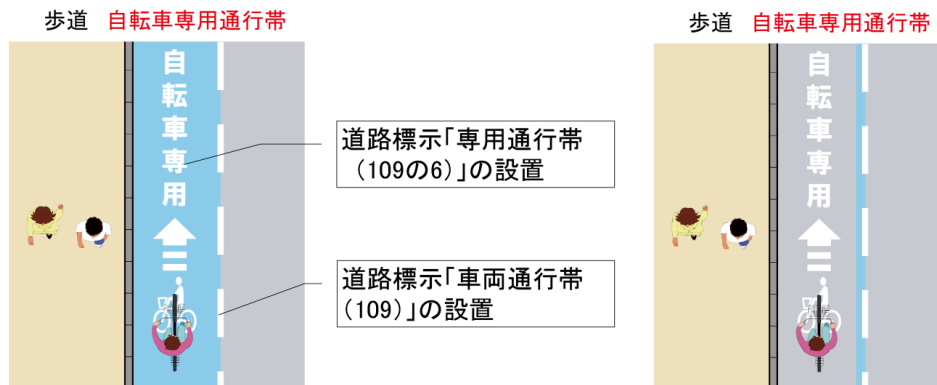 歩道 自転車専用通行帯
自転車専用
道路標示「専用通行帯
(109の6)」の設置
道路標示「車両通行帯
(109)」の設置
歩道 自転車専用通行帯
自転車専用